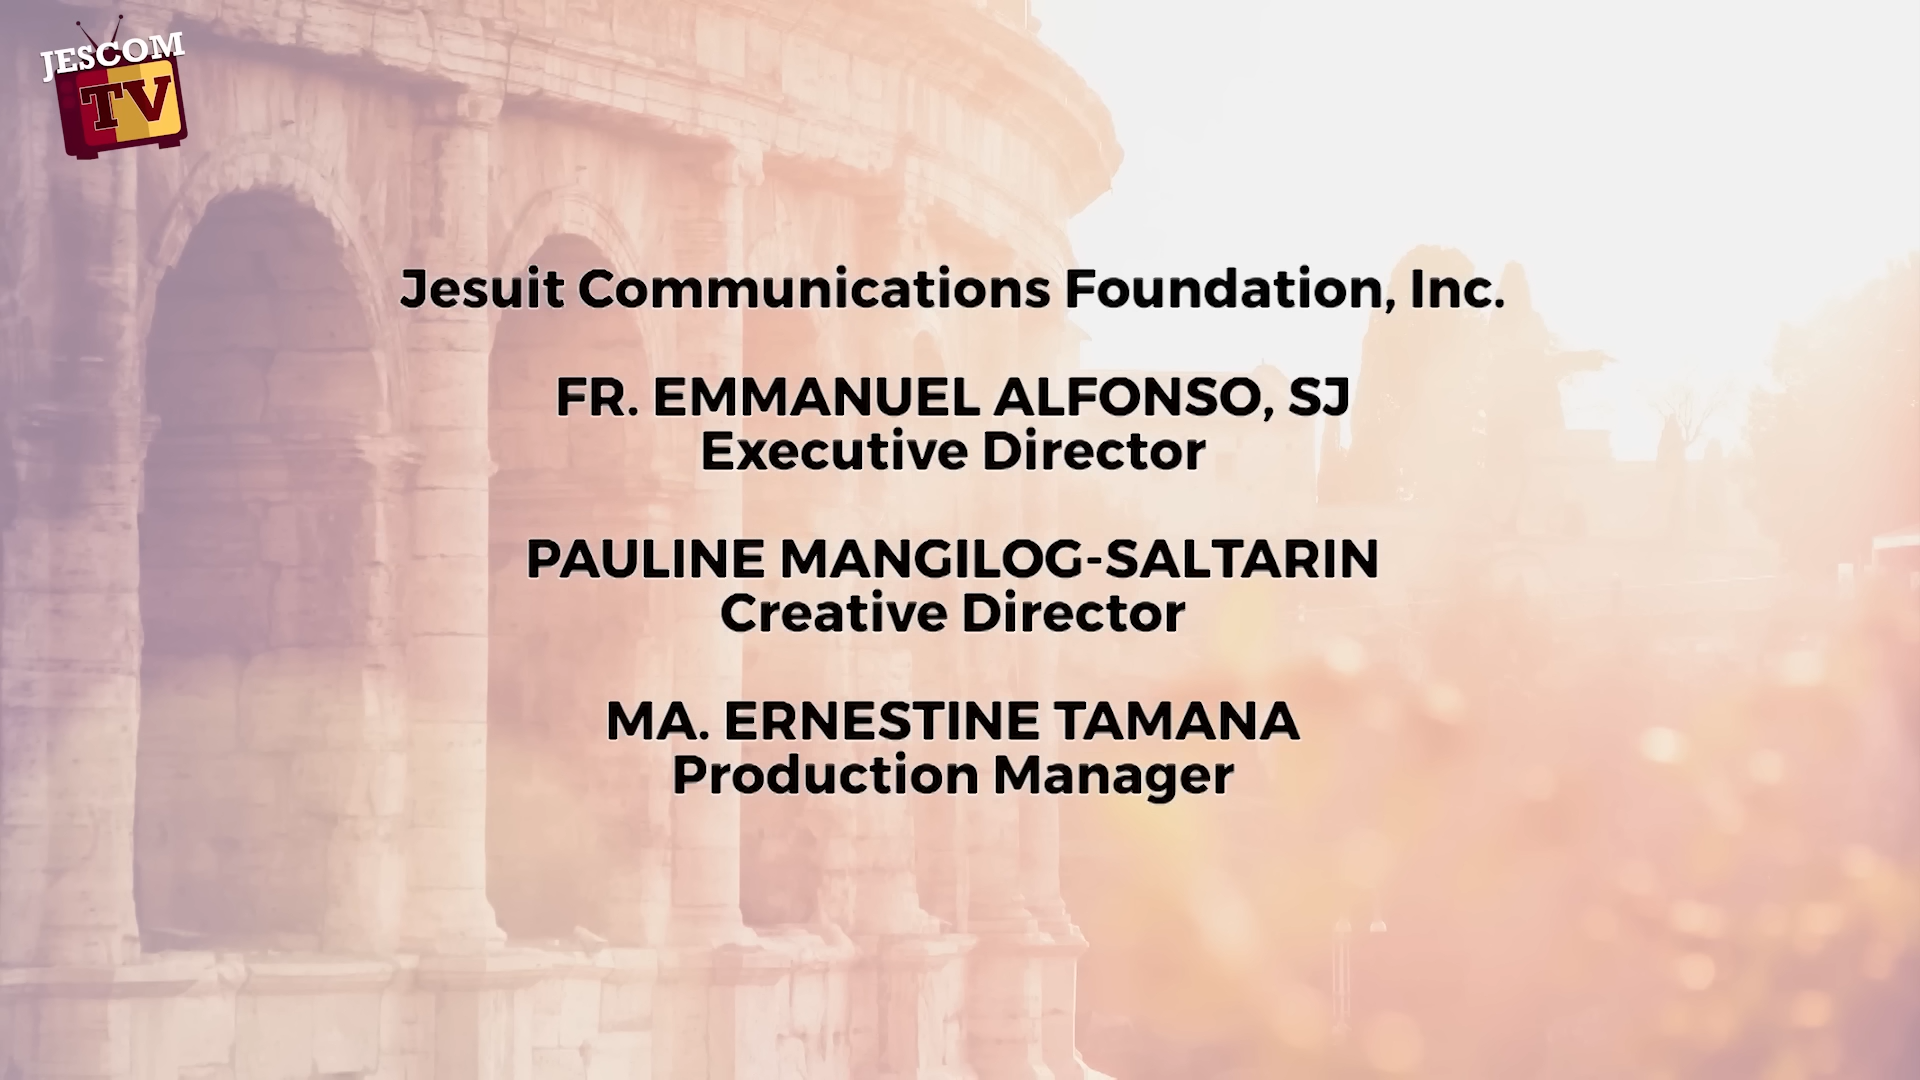 JESCOM
TV
Jesuit Communications Foundation, Inc.
FR. EMMANUEL ALFONSO, SJ
Executive Director
PAULINE MANGILOG-SALTARIN
Creative Director
MA. ERNESTINE TAMANA
Production Manager